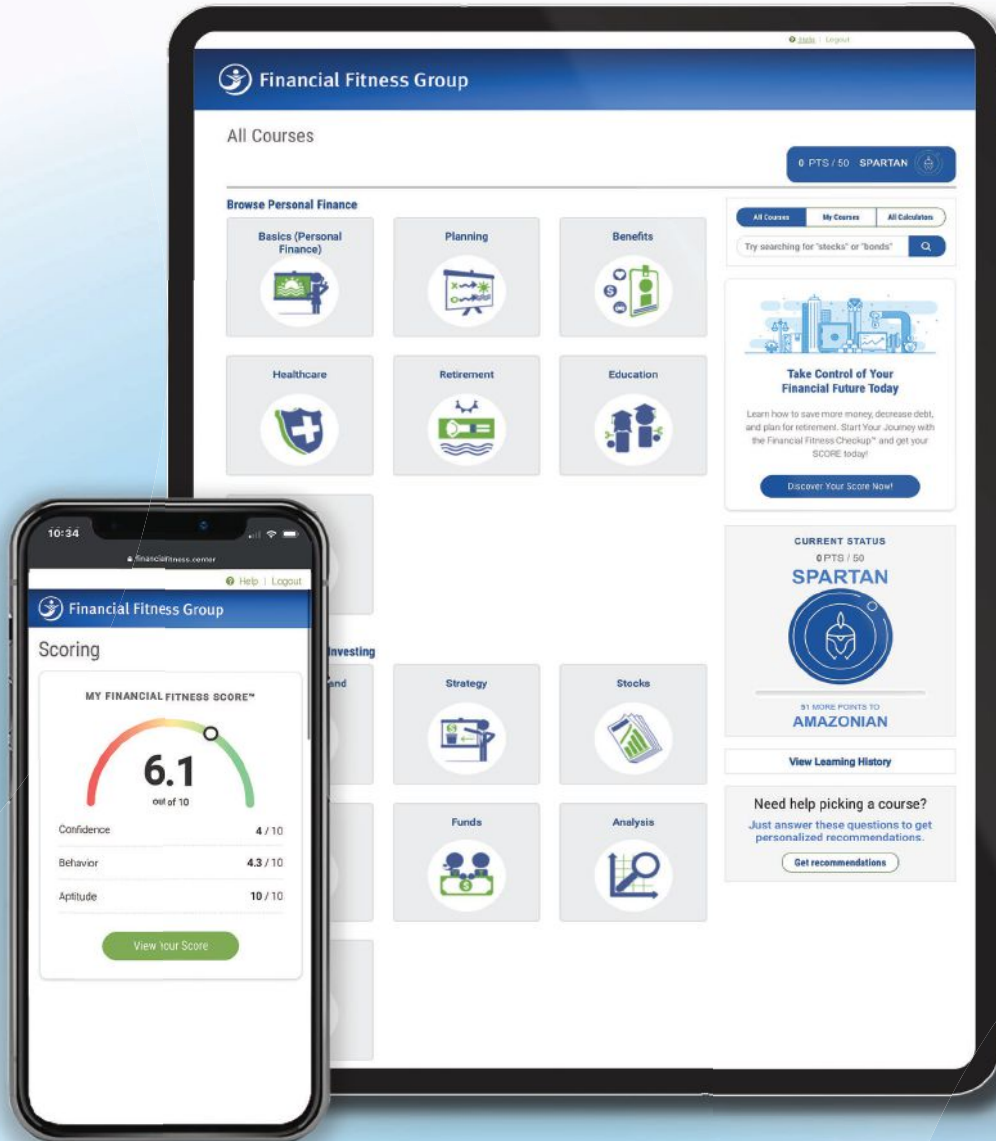 Help | Logout
Financial Fitness Group
All Courses
0 PTS / 50 SPARTAN
Browse Personal Finance
Basics (Personal
Finance)
Planning
Benefits
Healthcare
Retirement
Education
All Courses
My Courses
All Calculators
Try searching for "stocks" or "bonds"
Take Control of Your
Financial Future Today
Learn how to save more money, decrease debt,
and plan for retirement. Start Your Journey with
the Financial Fitness Checkup™ and get your
SCORE today!
Discover Your Score Now!
CURRENT STATUS
0 PTS / 50
SPARTAN
51 MORE POINTS TO
AMAZONIAN
View Learning History
Need help picking a course?
Just answer these questions to get
personalized recommendations.
Get recommendations
Investing
and
Strategy
Stocks
Funds
Analysis
10:34
financialfitness.center
Help | Logout
Financial Fitness Group
Scoring
MY FINANCIAL FITNESS SCORE™
6.1
out of 10
Confidence 4 / 10
Behavior 4.3 / 10
Aptitude 10 / 10
View Your Score